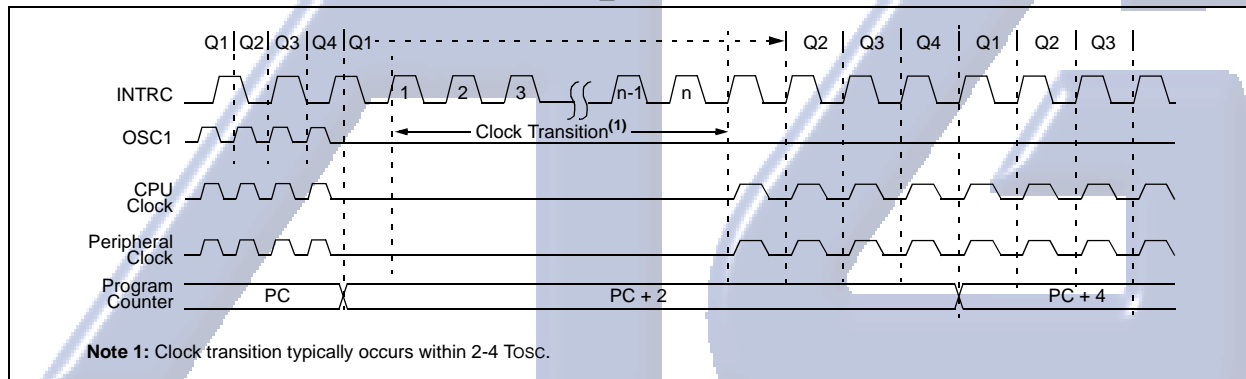 Q1 Q2 Q3 Q4 Q1 Q2 Q3 Q4 Q1 Q2 Q3
INTRC 1 2 3 n-1 n
Clock Transition(1)
OSC1
CPU
Clock
Peripheral
Clock
Program
Counter
PC PC + 2 PC + 4
Note 1: Clock transition typically occurs within 2-4 TOSC.